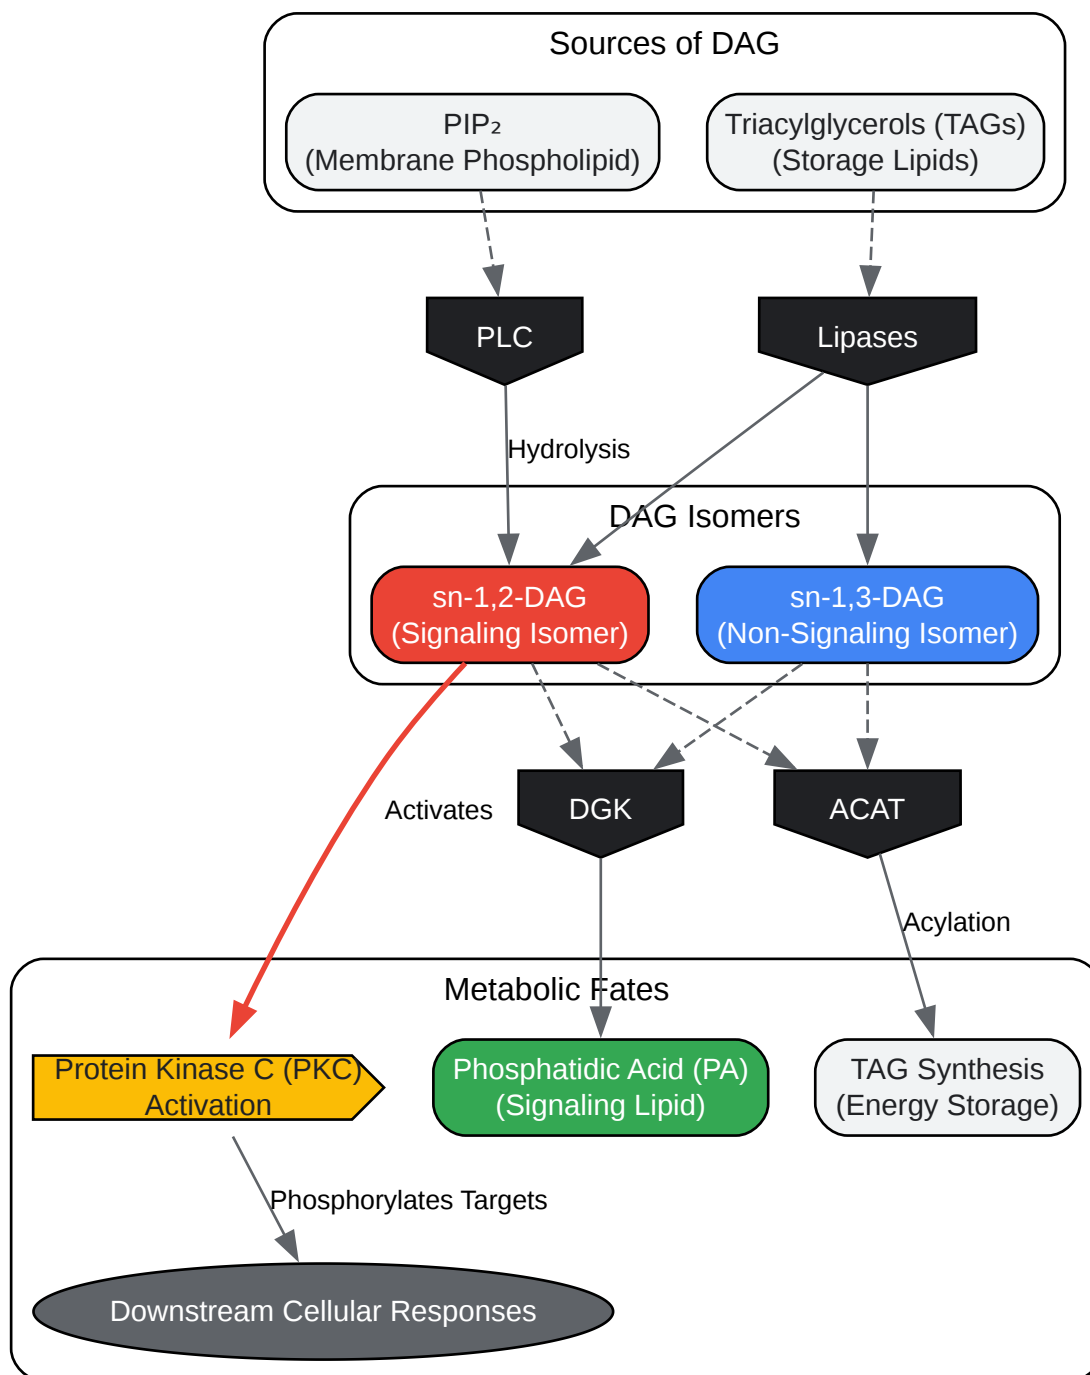 Sources of DAG
PIP₂
(Membrane Phospholipid)
Triacylglycerols (TAGs)
(Storage Lipids)
PLC
Lipases
Hydrolysis
DAG Isomers
sn-1,2-DAG
(Signaling Isomer)
sn-1,3-DAG
(Non-Signaling Isomer)
Activates
DGK
ACAT
Acylation
Metabolic Fates
Protein Kinase C (PKC)
Activation
Phosphatidic Acid (PA)
(Signaling Lipid)
TAG Synthesis
(Energy Storage)
Phosphorylates Targets
Downstream Cellular Responses